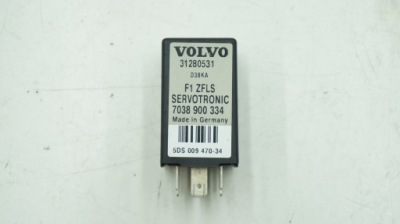 VOLVO
31280531
D38KA
F1 ZFLS
SERVOTRONIC
7038 900 334
Made in Germany
5DS 009 470-34